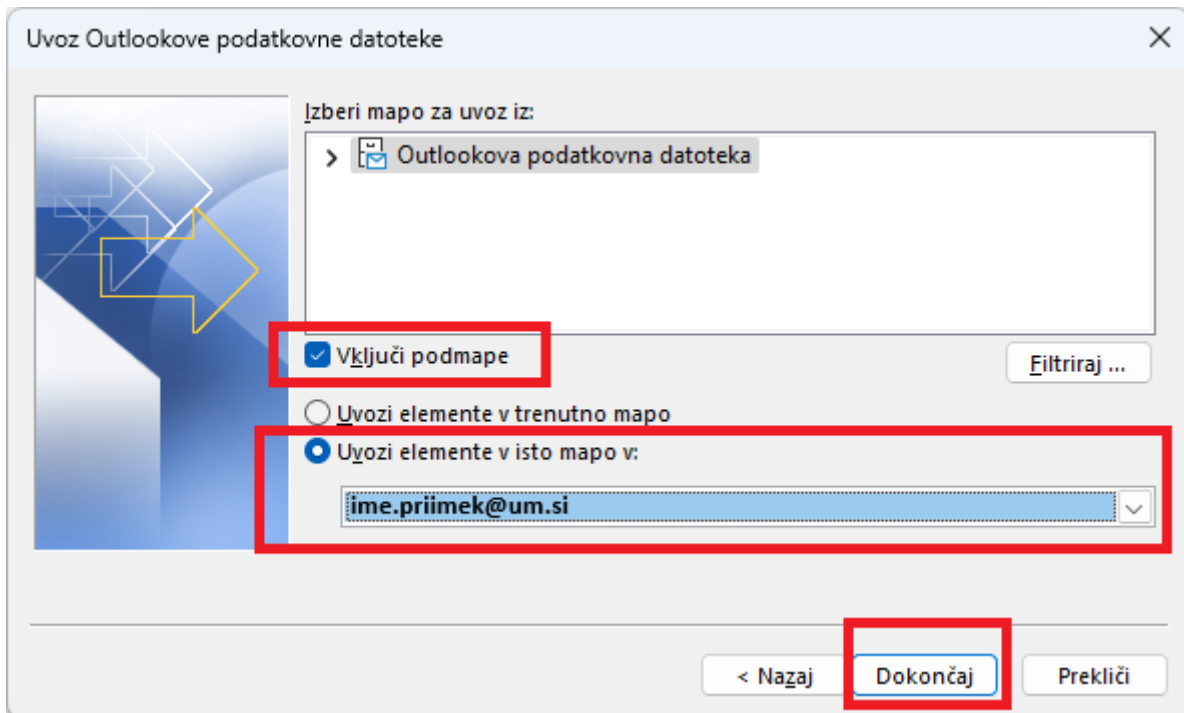 Uvoz Outlookove podatkovne datoteke
Izberi mapo za uvoz iz:
Outlookova podatkovna datoteka
Vključi podmape
Filtriraj ...
Uvozi elemente v trenutno mapo
Uvozi elemente v isto mapo v:
ime.priimek@um.si
< Nazaj Dokončaj Prekliči